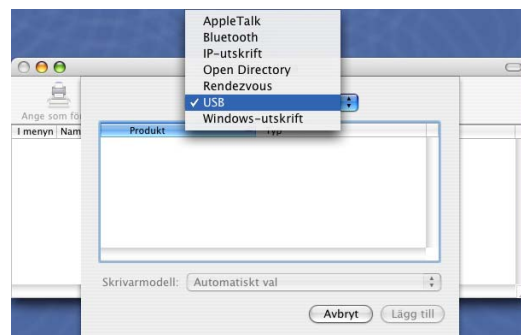 AppleTalk
Bluetooth
IP-utskrift
Open Directory
Rendezvous
✓ USB
Windows-utskrift
Ange som för
I menyn Nam
Produkt Typ
Skrivarmodell: Automatiskt val
Avbryt Lägg till